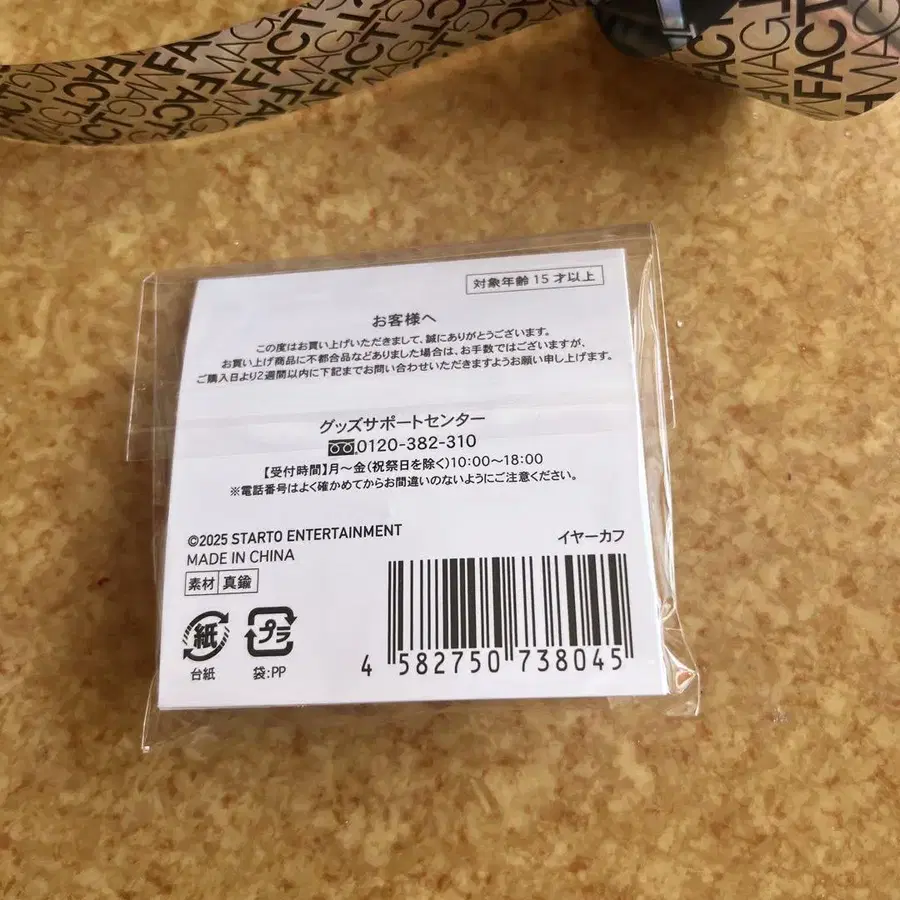 FACT MAGIC FACT MAGIC FACT MAGIC
FACT MAGIC
対象年齢 15 才以上
お客様へ
この度はお買い上げいただきまして、誠にありがとうございます。
お買い上げ商品に不都合品などありました場合は、お手数ではございますが、
ご購入日より2週間以内に下記までお問い合わせいただきますようお願い申し上げます。
グッズサポートセンター
0120-382-310
【受付時間】月〜金(祝祭日を除く)10:00〜18:00
※電話番号はよく確かめてからお間違いのないようにご注意ください。
©2025 STARTO ENTERTAINMENT
イヤーカフ
MADE IN CHINA
素材 真鍮
紙
プラ
台紙
袋:PP
4 582750 738045